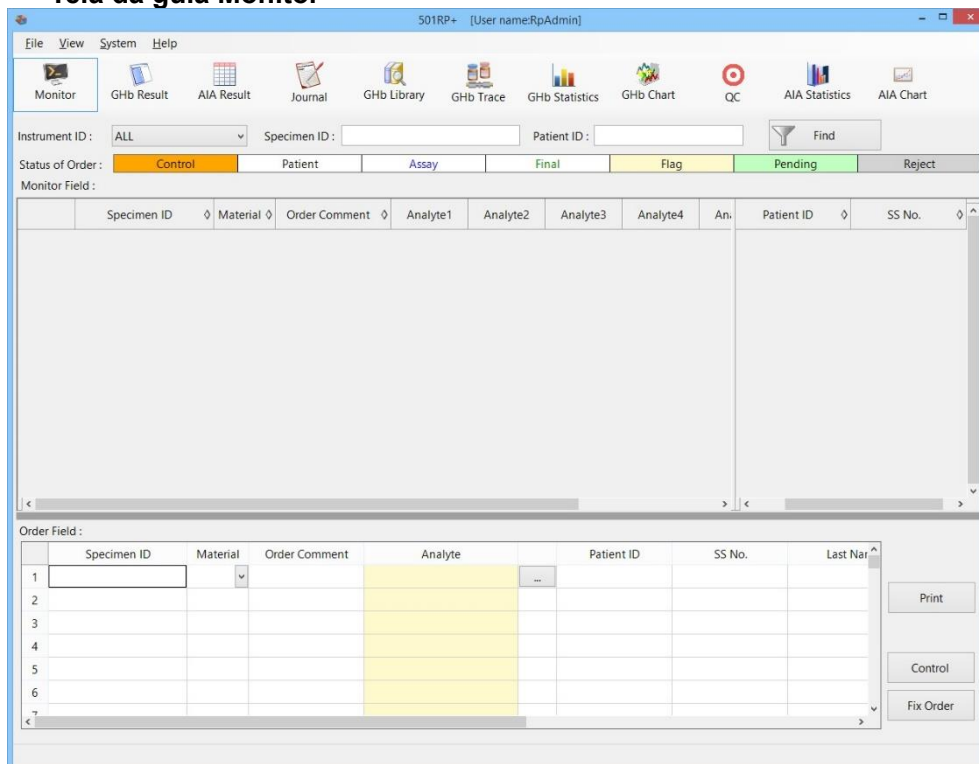 Tela da guia Monitor
501RP+ [User name:RpAdmin]
File View System Help
Monitor GHb Result AIA Result Journal GHb Library GHb Trace GHb Statistics GHb Chart QC AIA Statistics AIA Chart
Instrument ID : ALL Specimen ID : Patient ID : Find
Status of Order : Control Patient Assay Final Flag Pending Reject
Monitor Field :
Specimen ID Material Order Comment Analyte1 Analyte2 Analyte3 Analyte4 Patient ID SS No.
Order Field :
Specimen ID Material Order Comment Analyte Patient ID SS No. Last Nar
1 ...
2
3
4
5
6
Print
Control
Fix Order